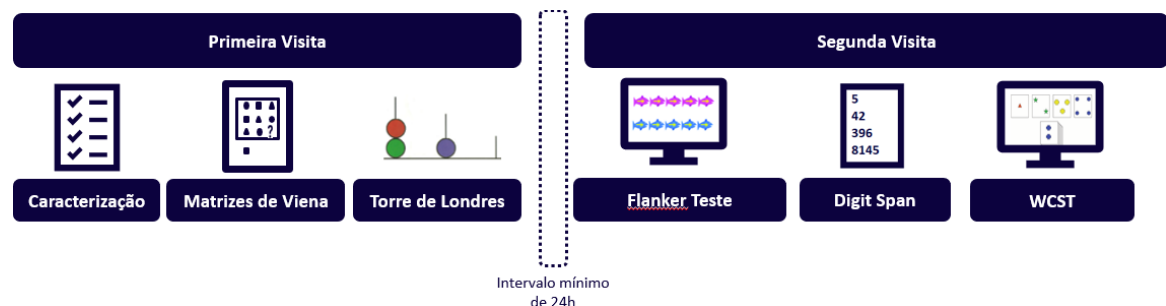 Primeira Visita
Segunda Visita
?
5
42
396
8145
Caracterização
Matrizes de Viena
Torre de Londres
Flanker Teste
Digit Span
WCST
Intervalo mínimo
de 24h